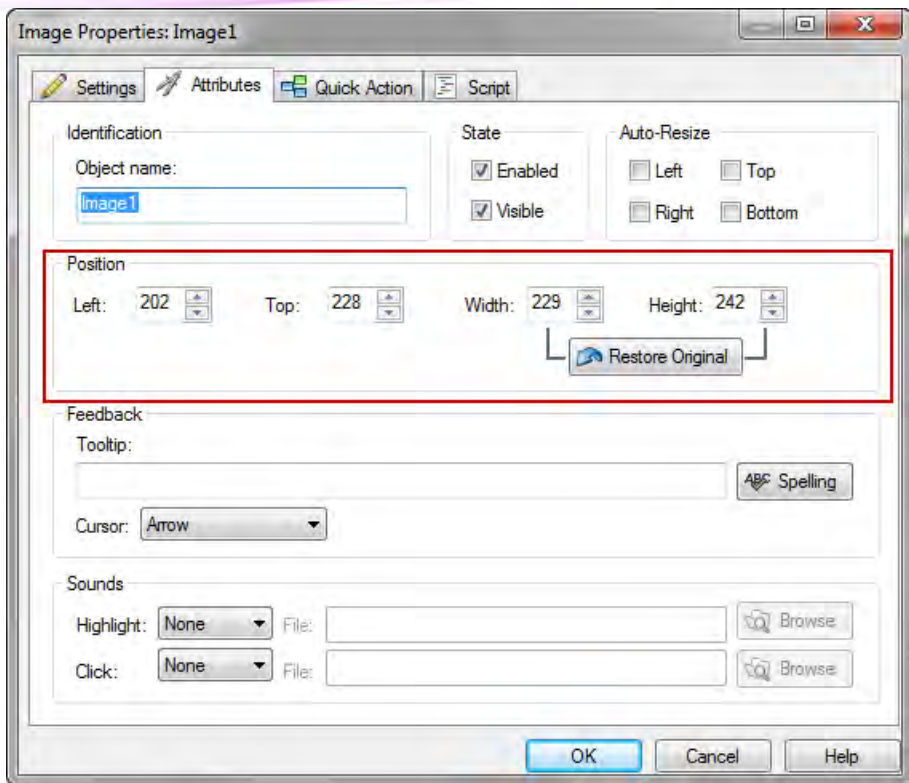 Image Properties: Image1
Settings Attributes Quick Action Script
Identification State Auto-Resize
Object name: Enabled Left Top
Image1 Visible Right Bottom
Position
Left: 202 Top: 228 Width: 229 Height: 242
Restore Original
Feedback
Tooltip:
ABC Spelling
Cursor: Arrow
Sounds
Highlight: None File: Browse
Click: None File: Browse
OK Cancel Help